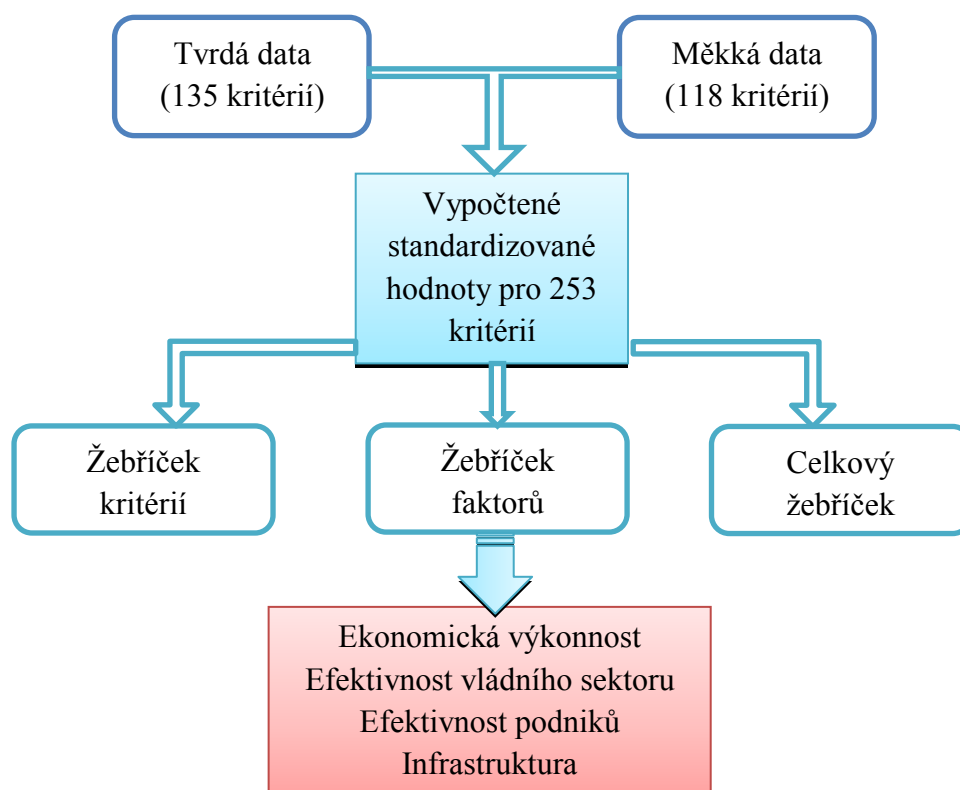 Tvrdá data
(135 kritérií)
Měkká data
(118 kritérií)
Vypočtené
standardizované
hodnoty pro 253
kritérií
Žebříček
kritérií
Žebříček
faktorů
Celkový
žebříček
Ekonomická výkonnost
Efektivnost vládního sektoru
Efektivnost podniků
Infrastruktura